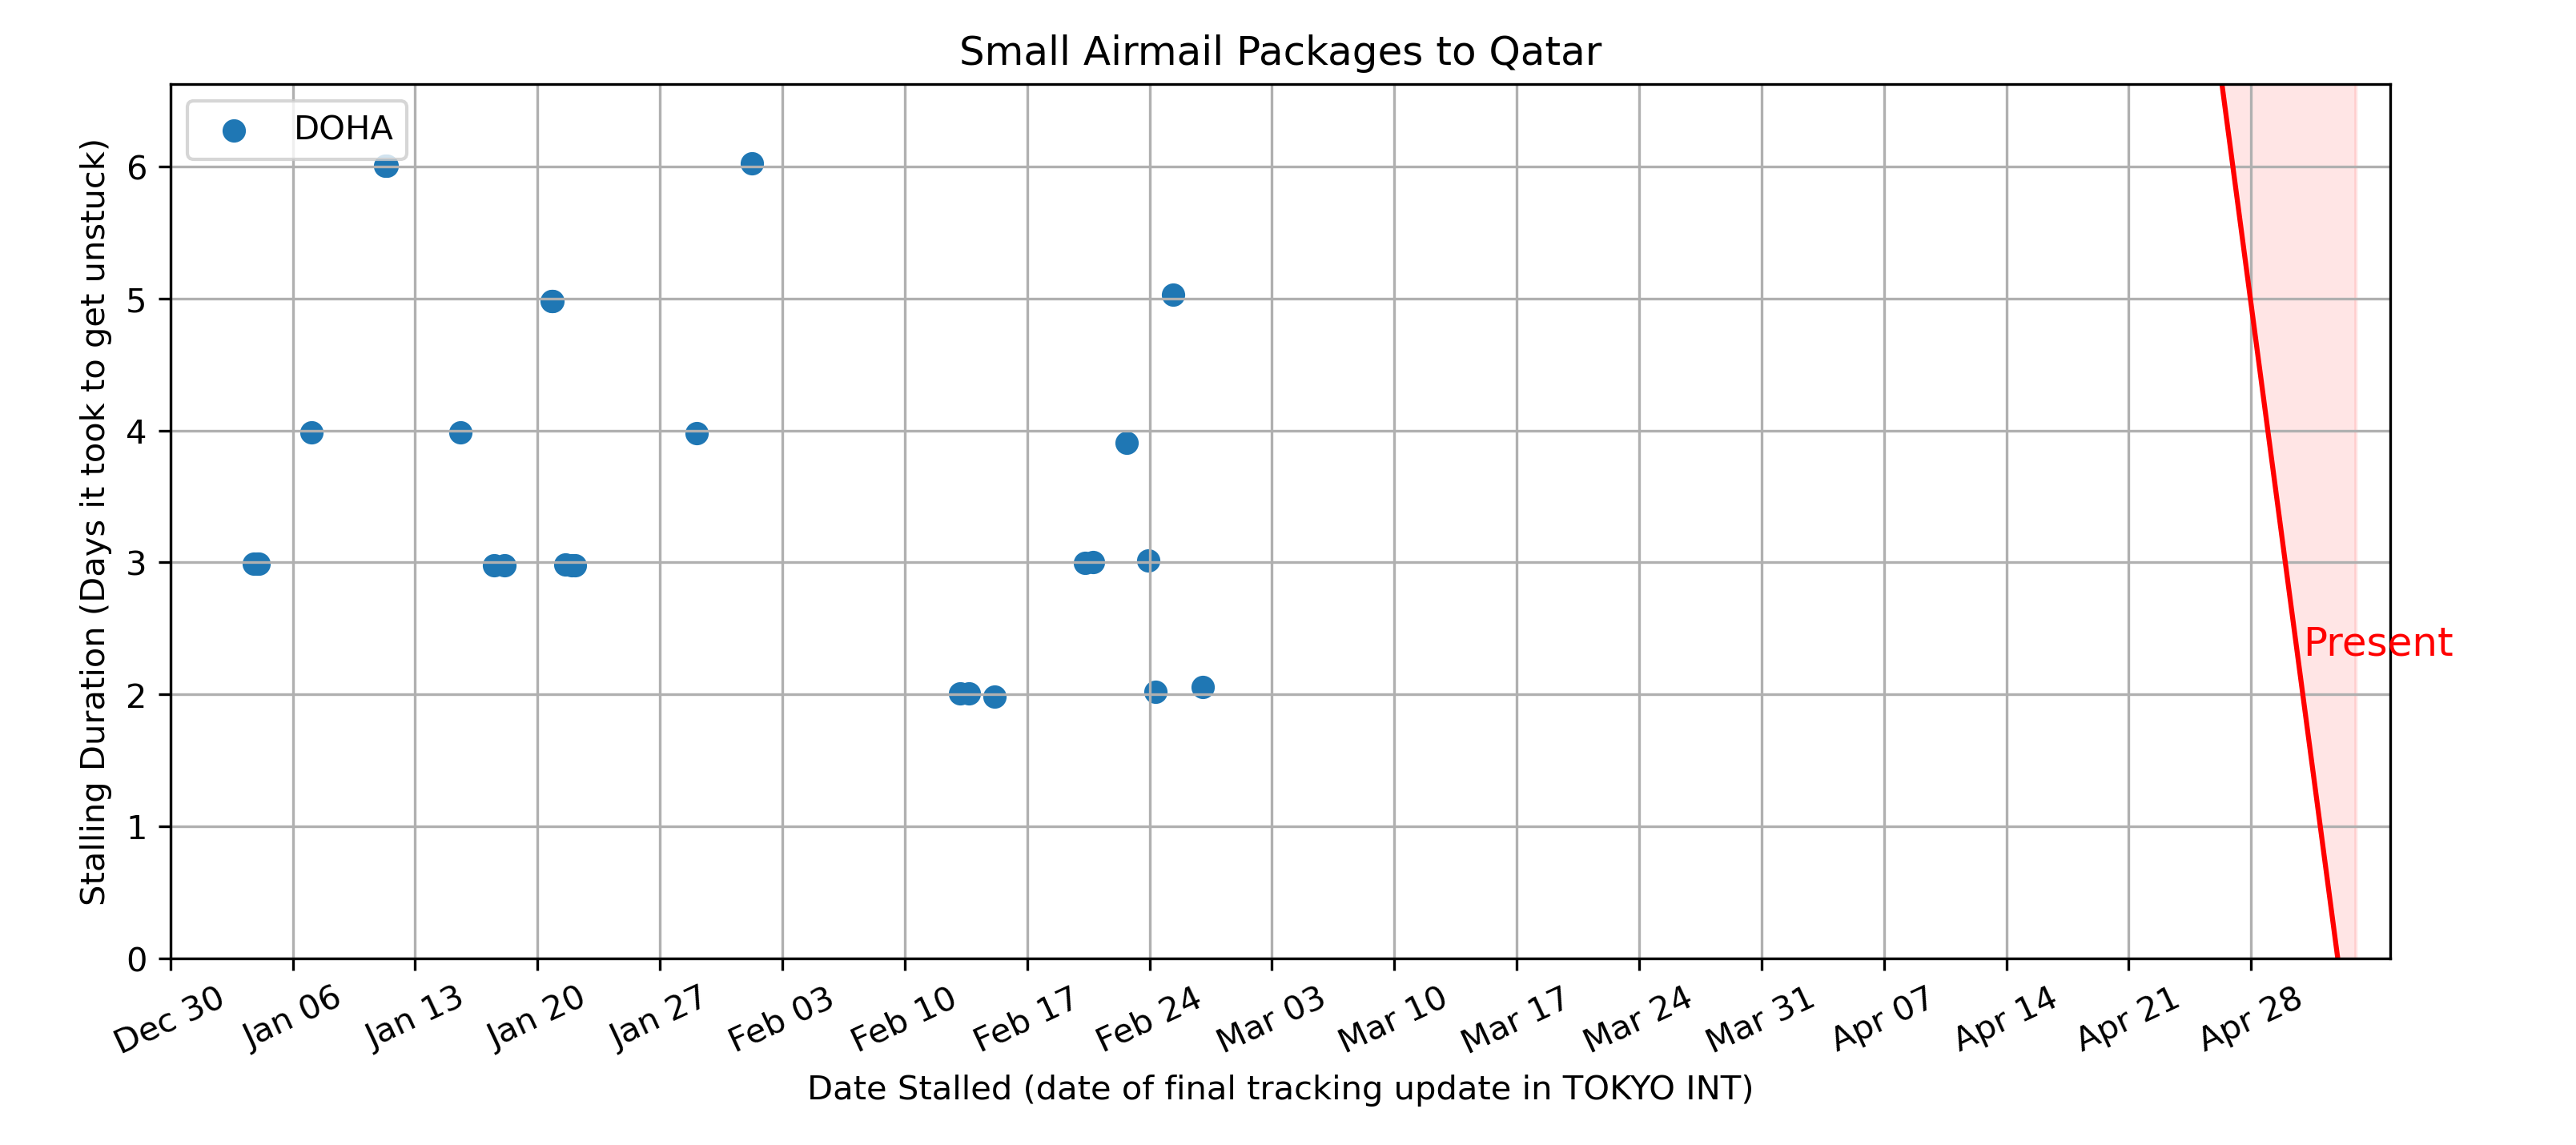 Small Airmail Packages to Qatar
DOHA
Stalling Duration (Days it took to get unstuck)
6
5
4
3
2
1
0
Present
Dec 30 Jan 06 Jan 13 Jan 20 Jan 27 Feb 03 Feb 10 Feb 17 Feb 24 Mar 03 Mar 10 Mar 17 Mar 24 Mar 31 Apr 07 Apr 14 Apr 21 Apr 28
Date Stalled (date of final tracking update in TOKYO INT)